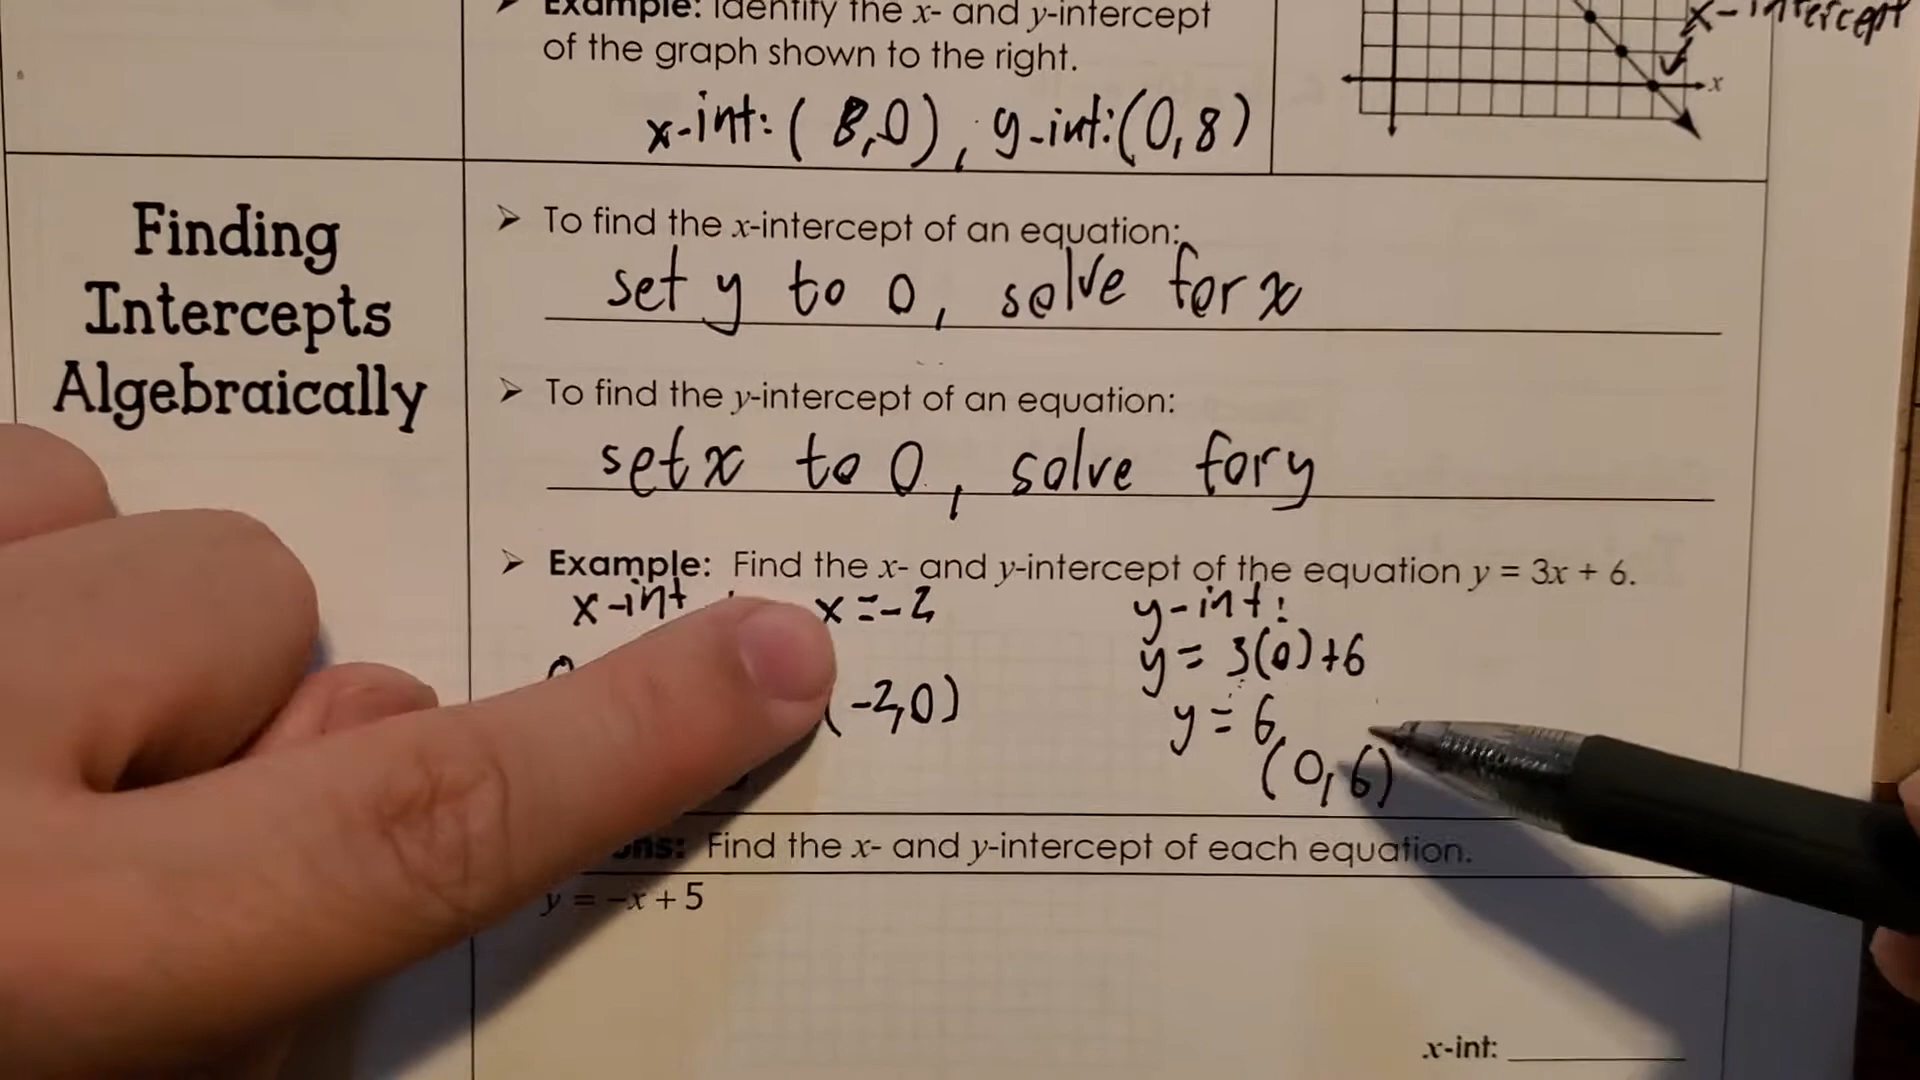 Example: Identify the x- and y-intercept
of the graph shown to the right.
x-int: (8,0), y-int: (0,8)
x-intercept
x
Finding
Intercepts
Algebraically
To find the x-intercept of an equation:
set y to 0, solve for x
To find the y-intercept of an equation:
set x to 0, solve for y
Example: Find the x- and y-intercept of the equation y = 3x + 6.
x-int
x = -2
(-2,0)
y-int:
y = 3(0)+6
y = 6
(0,6)
Find the x- and y-intercept of each equation.
y = -x + 5
x-int: